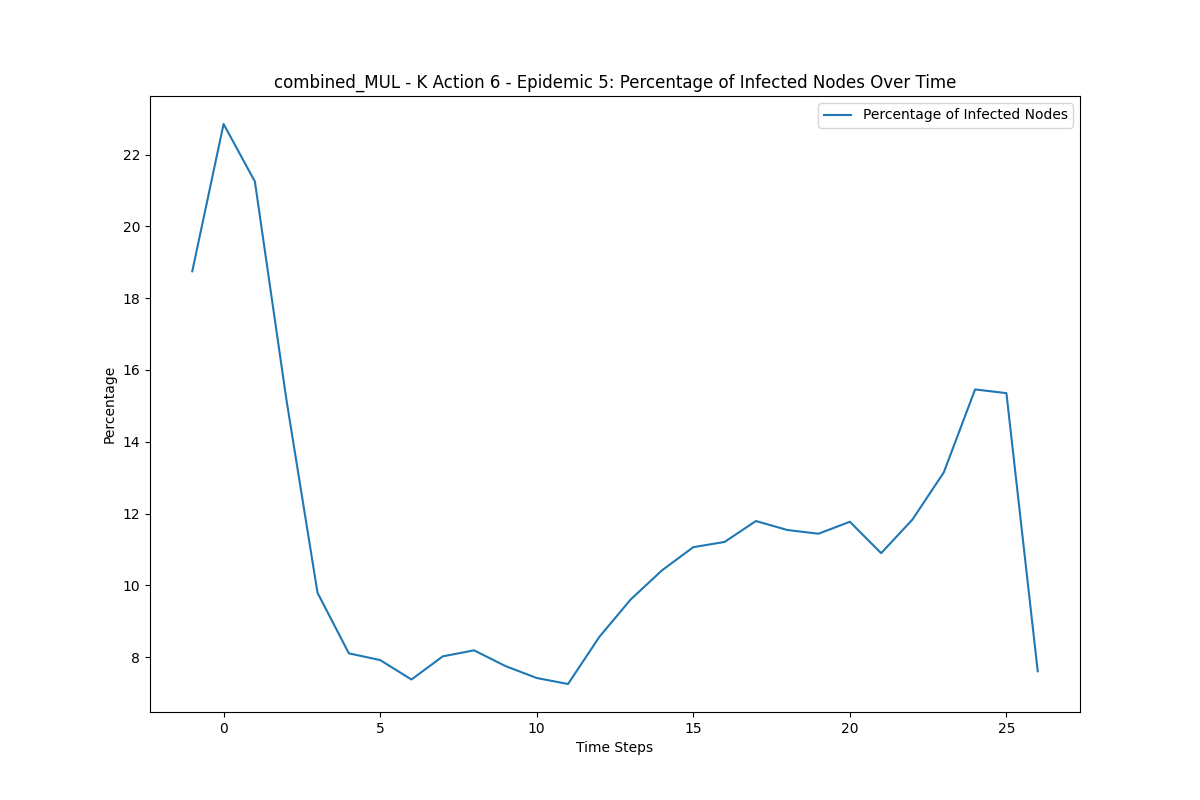 combined_MUL - K Action 6 - Epidemic 5: Percentage of Infected Nodes Over Time
Percentage of Infected Nodes
22
20
18
16
14
12
10
8
Percentage
0 5 10 15 20 25
Time Steps